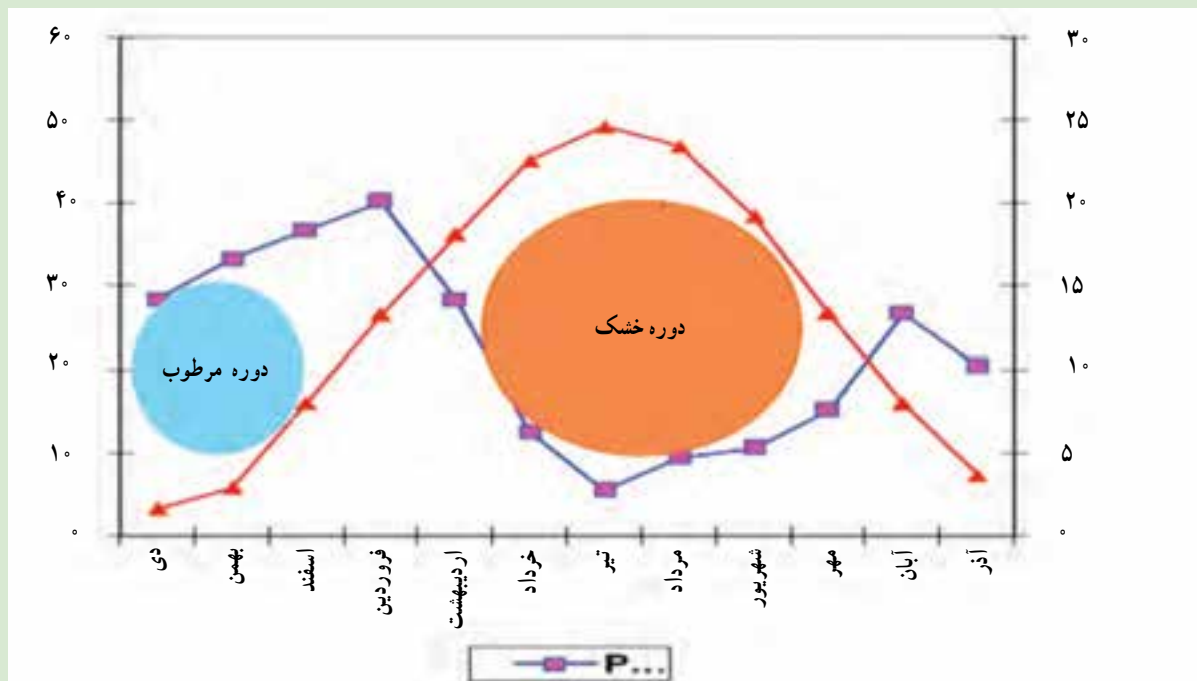 ۶۰
۵۰
۴۰
۳۰
۲۰
۱۰
۰
۳۰
۲۵
۲۰
۱۵
۱۰
۵
۰
دوره مرطوب
دوره خشک
دی
بهمن
اسفند
فروردین
اردیبهشت
خرداد
تیر
مرداد
شهریور
مهر
آبان
آذر
P...